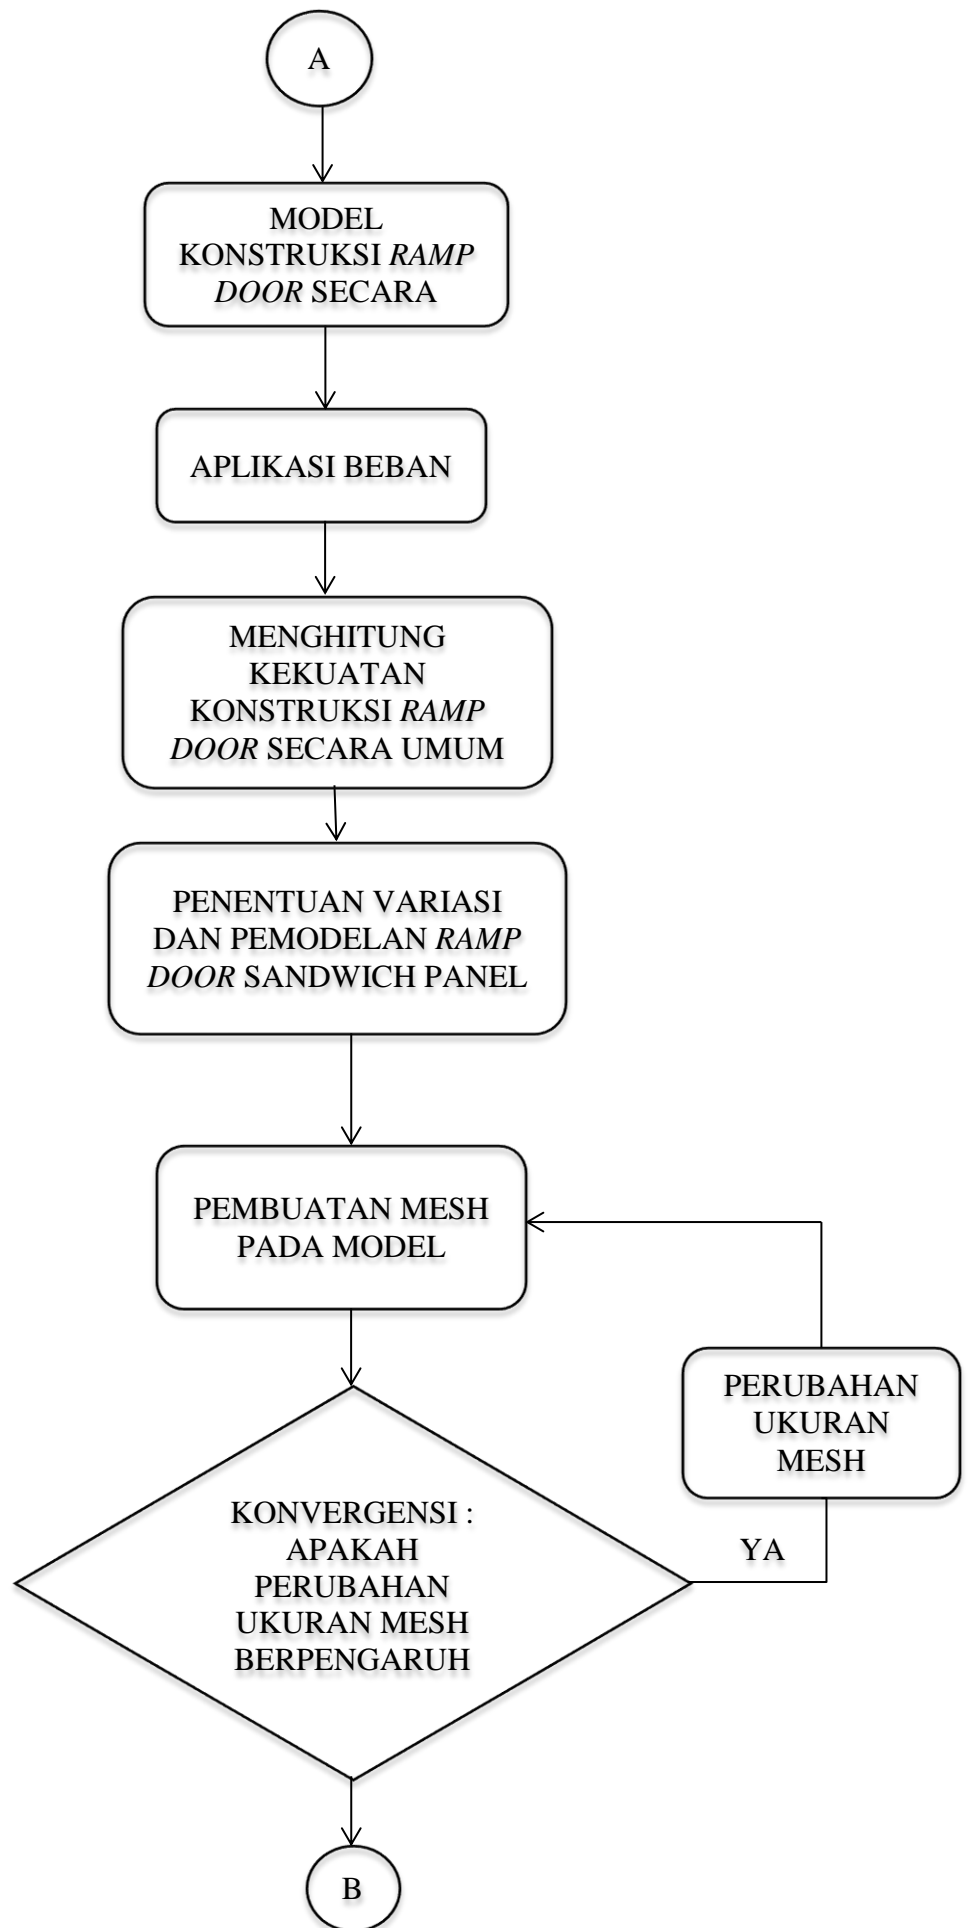 A
MODEL
KONSTRUKSI RAMP
DOOR SECARA
APLIKASI BEBAN
MENGHITUNG
KEKUATAN
KONSTRUKSI RAMP
DOOR SECARA UMUM
PENENTUAN VARIASI
DAN PEMODELAN RAMP
DOOR SANDWICH PANEL
PEMBUATAN MESH
PADA MODEL
PERUBAHAN
UKURAN
MESH
KONVERGENSI :
APAKAH
PERUBAHAN
UKURAN MESH
BERPENGARUH
YA
B